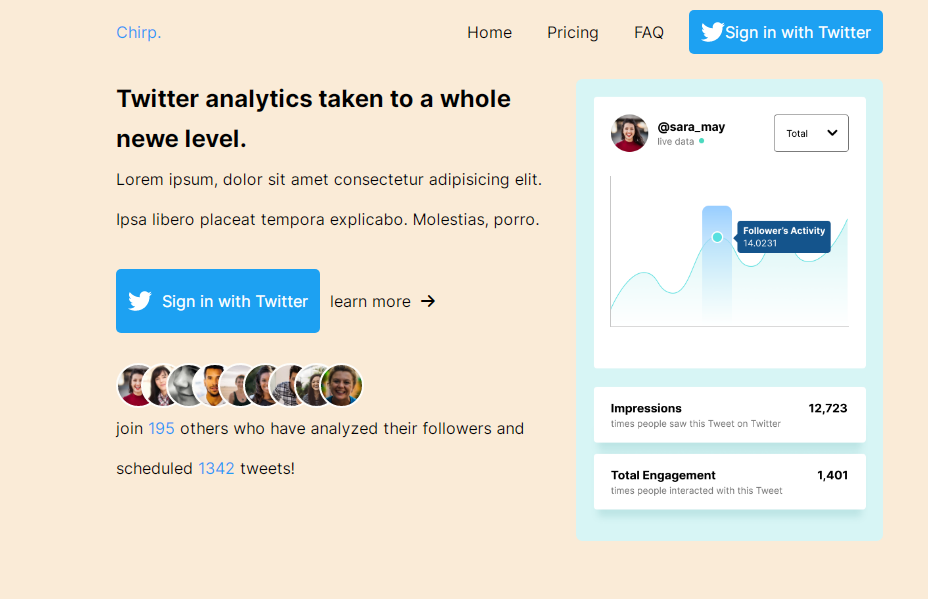 Chirp.
Home
Pricing
FAQ
Sign in with Twitter
Twitter analytics taken to a whole
newe level.
Lorem ipsum, dolor sit amet consectetur adipisicing elit.
Ipsa libero placeat tempora explicabo. Molestias, porro.
Sign in with Twitter
learn more
join 195 others who have analyzed their followers and
scheduled 1342 tweets!
@sara_may
live data
Total
Follower's Activity
14.0231
Impressions
12,723
times people saw this Tweet on Twitter
Total Engagement
1,401
times people interacted with this Tweet